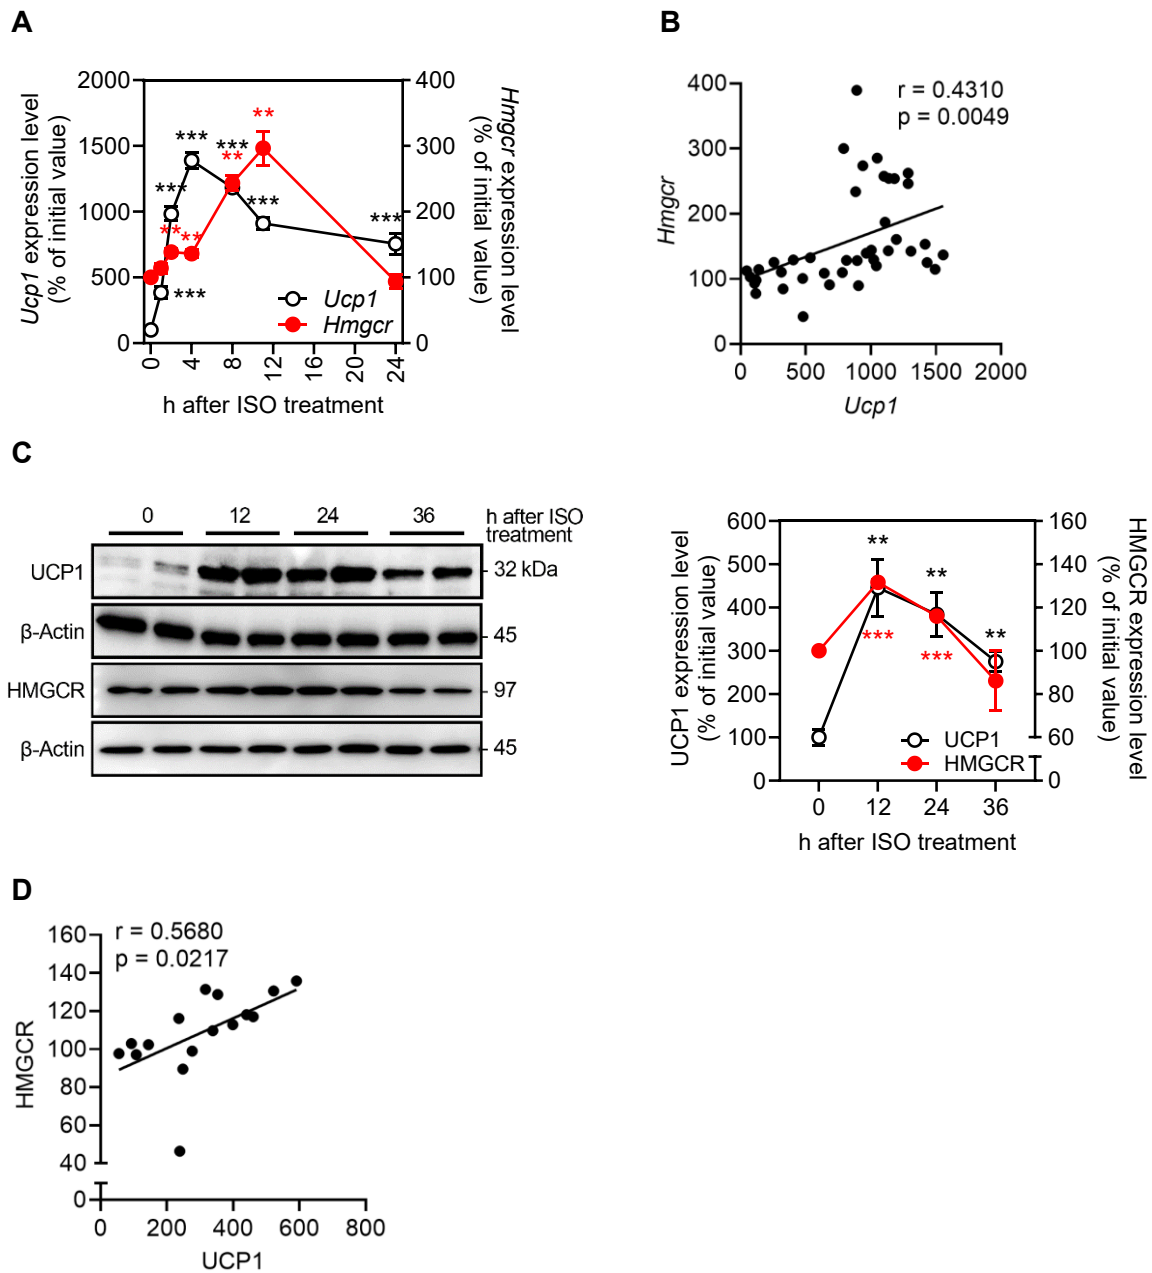 A
Ucp1 expression level
(% of initial value)
2000
1500
1000
500
0
***
***
***
***
***
***
**
**
**
**
Ucp1
Hmgcr
400
300
200
100
0
Hmgcr expression level
(% of initial value)
0
4
8
12
16
20
24
h after ISO treatment
B
Hmgcr
400
300
200
100
0
r = 0.4310
p = 0.0049
0
500
1000
1500
2000
Ucp1
C
0
12
24
36
h after ISO
treatment
UCP1
32 kDa
β-Actin
45
HMGCR
97
β-Actin
45
UCP1 expression level
(% of initial value)
600
500
400
300
200
100
0
**
**
**
***
***
UCP1
HMGCR
160
140
120
100
80
60
0
HMGCR expression level
(% of initial value)
0
12
24
36
h after ISO treatment
D
HMGCR
160
140
120
100
80
60
40
0
r = 0.5680
p = 0.0217
0
200
400
600
800
UCP1